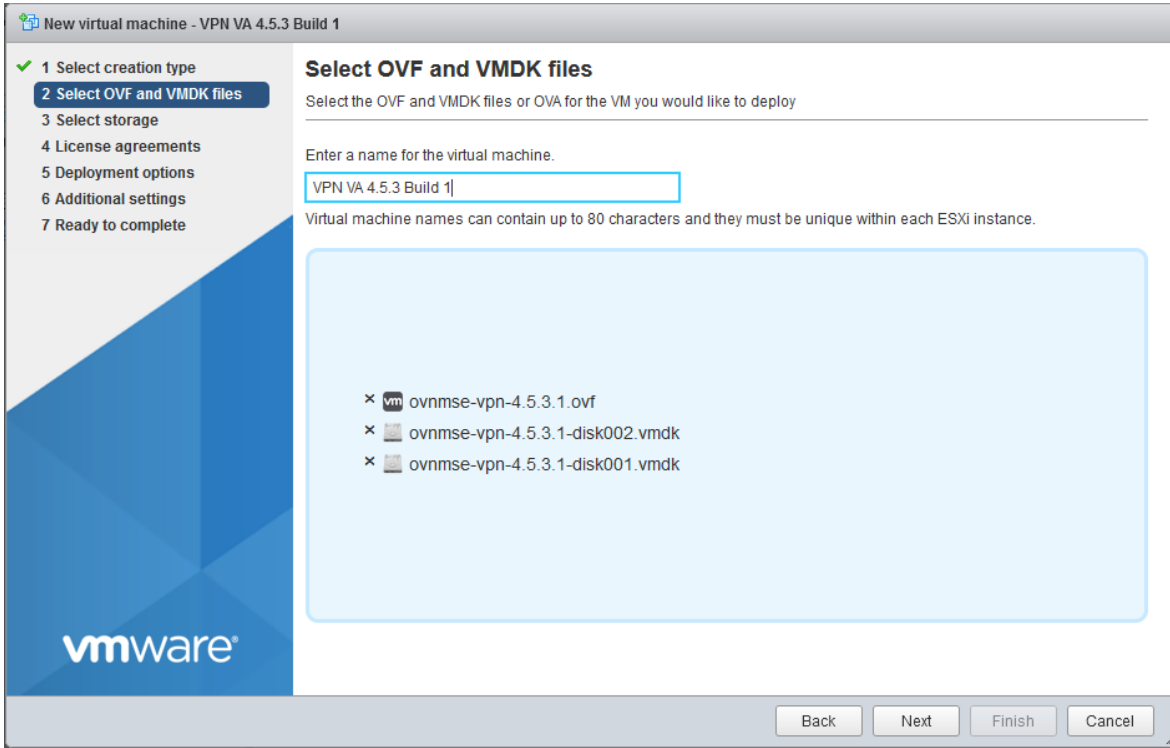 New virtual machine - VPN VA 4.5.3 Build 1
1 Select creation type
2 Select OVF and VMDK files
3 Select storage
4 License agreements
5 Deployment options
6 Additional settings
7 Ready to complete
Select OVF and VMDK files
Select the OVF and VMDK files or OVA for the VM you would like to deploy
Enter a name for the virtual machine.
VPN VA 4.5.3 Build 1
Virtual machine names can contain up to 80 characters and they must be unique within each ESXi instance.
vm ovnmse-vpn-4.5.3.1.ovf
ovnmse-vpn-4.5.3.1-disk002.vmdk
ovnmse-vpn-4.5.3.1-disk001.vmdk
vmware®
Back Next Finish Cancel